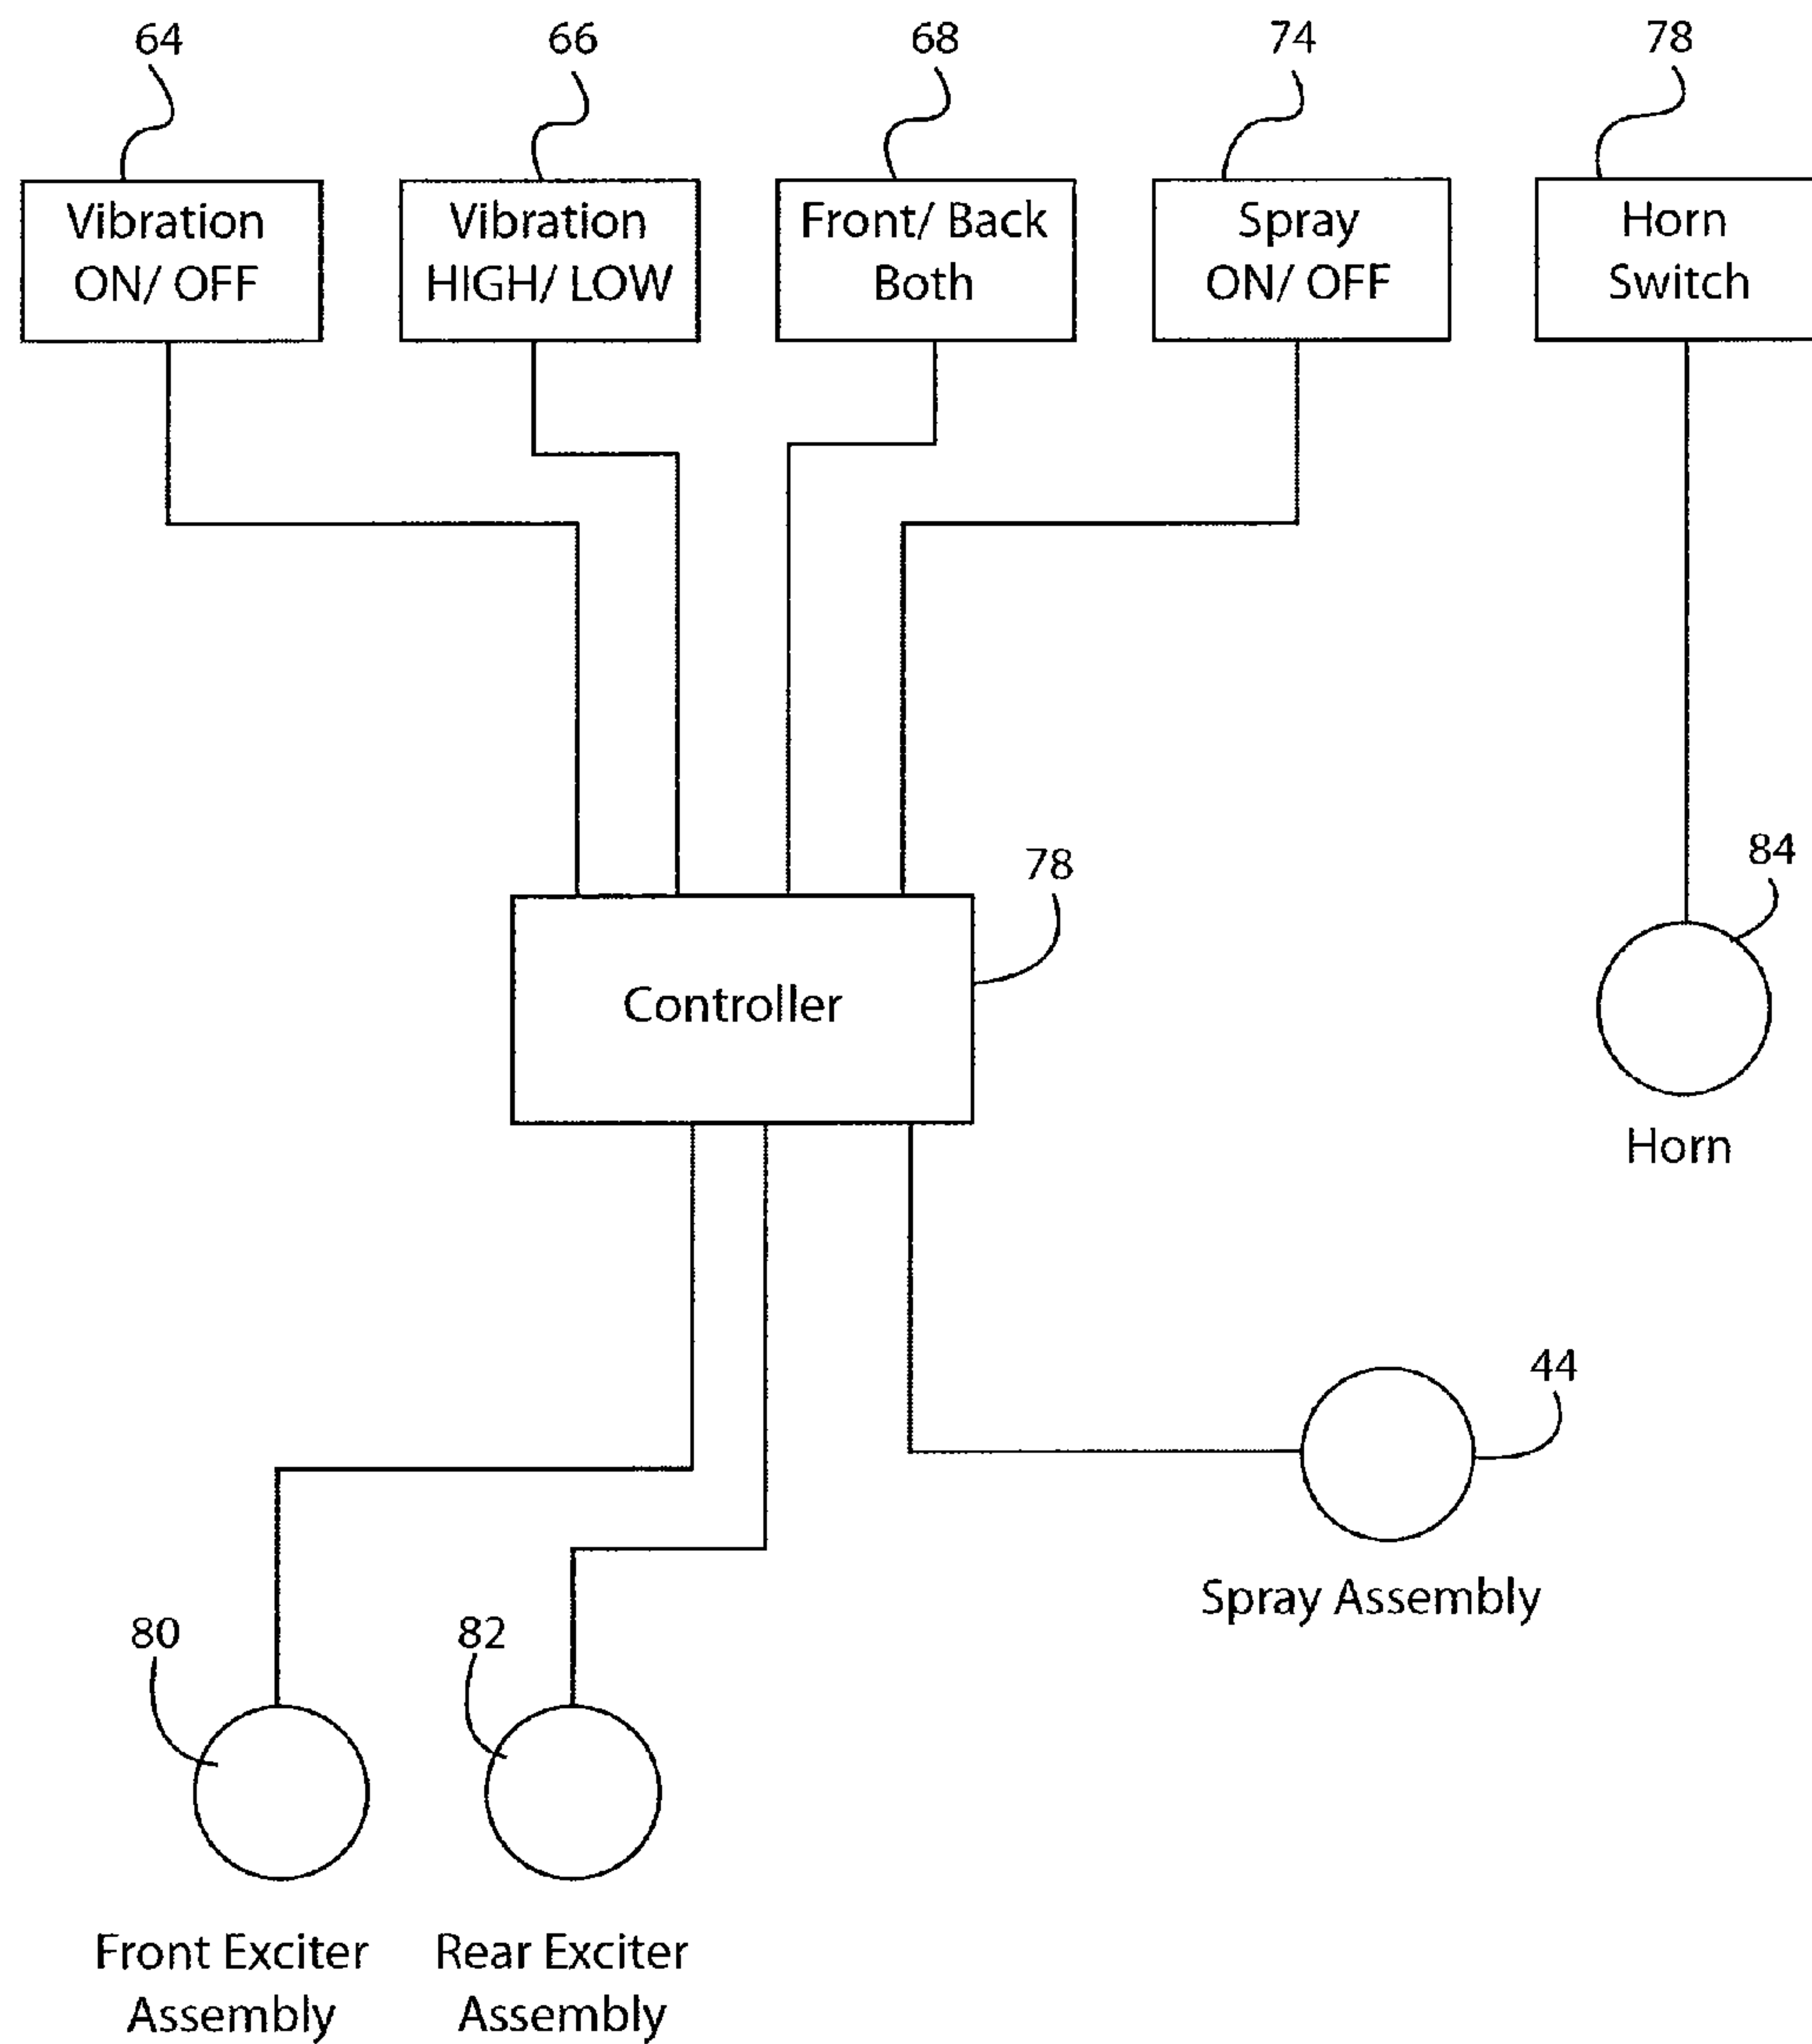 64
66
68
74
78
Vibration
ON/ OFF
Vibration
HIGH/ LOW
Front/ Back
Both
Spray
ON/ OFF
Horn
Switch
78
Controller
84
Horn
44
Spray Assembly
80
82
Front Exciter
Assembly
Rear Exciter
Assembly